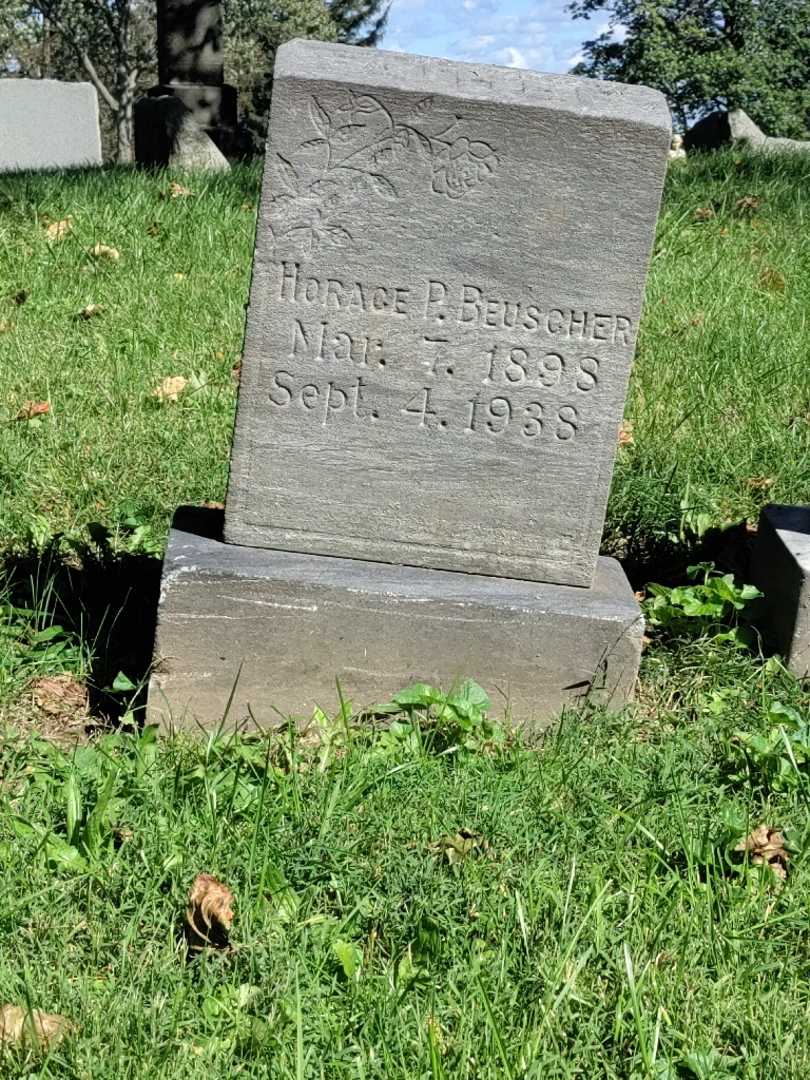 HORACE P. BEUSCHER
Mar. 7. 1898
Sept. 4. 1938